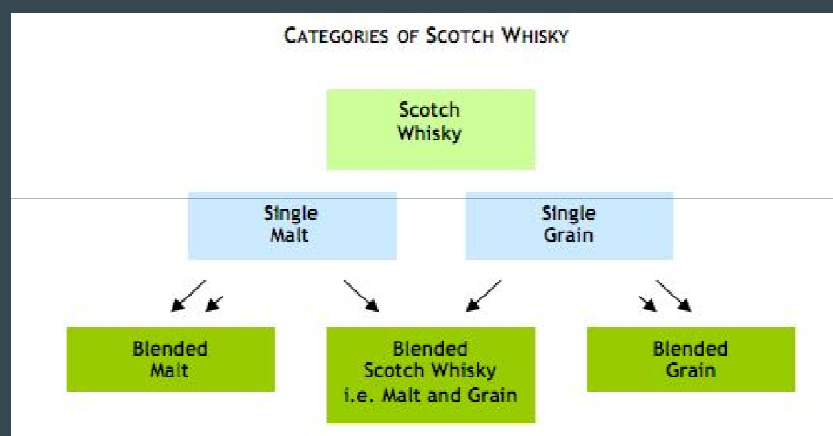 CATEGORIES OF SCOTCH WHISKY
Scotch
Whisky
Single
Malt
Single
Grain
Blended
Malt
Blended
Scotch Whisky
i.e. Malt and Grain
Blended
Grain